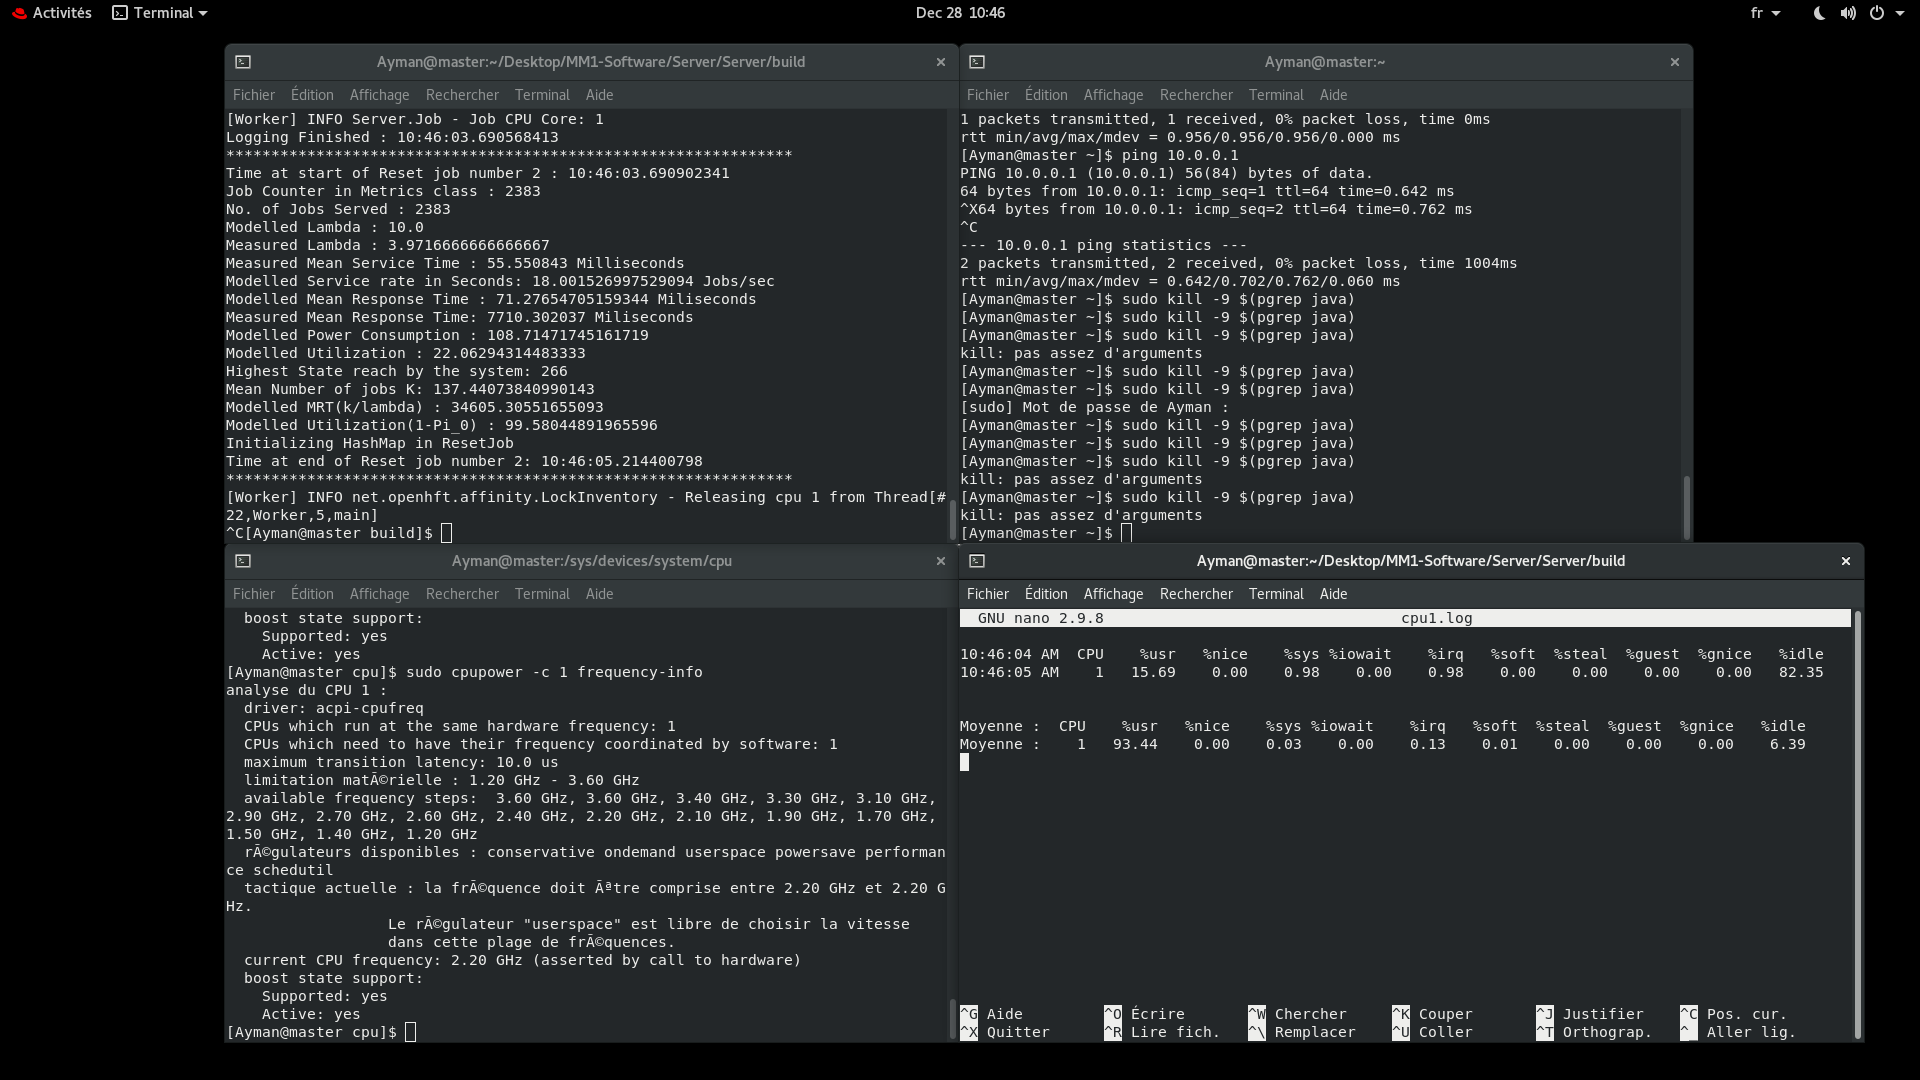 Activités Terminal Dec 28 10:46 fr
Ayman@master:~/Desktop/MM1-Software/Server/Server/build
Fichier Édition Affichage Rechercher Terminal Aide
[Worker] INFO Server.Job - Job CPU Core: 1
Logging Finished : 10:46:03.690568413
***************************************************************
Time at start of Reset job number 2 : 10:46:03.690902341
Job Counter in Metrics class : 2383
No. of Jobs Served : 2383
Modelled Lambda : 10.0
Measured Lambda : 3.9716666666666667
Measured Mean Service Time : 55.550843 Milliseconds
Modelled Service rate in Seconds: 18.001526997529094 Jobs/sec
Modelled Mean Response Time : 71.27654705159344 Miliseconds
Measured Mean Response Time: 7710.302037 Miliseconds
Modelled Power Consumption : 108.71471745161719
Modelled Utilization : 22.06294314483333
Highest State reach by the system: 266
Mean Number of jobs K: 137.44073840990143
Modelled MRT(k/lambda) : 34605.30551655093
Modelled Utilization(1-Pi_0) : 99.58044891965596
Initializing HashMap in ResetJob
Time at end of Reset job number 2: 10:46:05.214400798
***************************************************************
[Worker] INFO net.openhft.affinity.LockInventory - Releasing cpu 1 from Thread[#
22,Worker,5,main]
^C[Ayman@master build]$
Ayman@master:~
Fichier Édition Affichage Rechercher Terminal Aide
1 packets transmitted, 1 received, 0% packet loss, time 0ms
rtt min/avg/max/mdev = 0.956/0.956/0.956/0.000 ms
[Ayman@master ~]$ ping 10.0.0.1
PING 10.0.0.1 (10.0.0.1) 56(84) bytes of data.
64 bytes from 10.0.0.1: icmp_seq=1 ttl=64 time=0.642 ms
^X64 bytes from 10.0.0.1: icmp_seq=2 ttl=64 time=0.762 ms
^C
--- 10.0.0.1 ping statistics ---
2 packets transmitted, 2 received, 0% packet loss, time 1004ms
rtt min/avg/max/mdev = 0.642/0.702/0.762/0.060 ms
[Ayman@master ~]$ sudo kill -9 $(pgrep java)
[Ayman@master ~]$ sudo kill -9 $(pgrep java)
[Ayman@master ~]$ sudo kill -9 $(pgrep java)
kill: pas assez d'arguments
[Ayman@master ~]$ sudo kill -9 $(pgrep java)
[Ayman@master ~]$ sudo kill -9 $(pgrep java)
[sudo] Mot de passe de Ayman :
[Ayman@master ~]$ sudo kill -9 $(pgrep java)
[Ayman@master ~]$ sudo kill -9 $(pgrep java)
[Ayman@master ~]$ sudo kill -9 $(pgrep java)
kill: pas assez d'arguments
[Ayman@master ~]$ sudo kill -9 $(pgrep java)
kill: pas assez d'arguments
[Ayman@master ~]$
Ayman@master:/sys/devices/system/cpu
Fichier Édition Affichage Rechercher Terminal Aide
boost state support:
Supported: yes
Active: yes
[Ayman@master cpu]$ sudo cpupower -c 1 frequency-info
analyse du CPU 1 :
driver: acpi-cpufreq
CPUs which run at the same hardware frequency: 1
CPUs which need to have their frequency coordinated by software: 1
maximum transition latency: 10.0 us
limitation matÃ©rielle : 1.20 GHz - 3.60 GHz
available frequency steps:  3.60 GHz, 3.60 GHz, 3.40 GHz, 3.30 GHz, 3.10 GHz,
2.90 GHz, 2.70 GHz, 2.60 GHz, 2.40 GHz, 2.20 GHz, 2.10 GHz, 1.90 GHz, 1.70 GHz,
1.50 GHz, 1.40 GHz, 1.20 GHz
rÃ©gulateurs disponibles : conservative ondemand userspace powersave performan
ce schedutil
tactique actuelle : la frÃ©quence doit Ãªtre comprise entre 2.20 GHz et 2.20 G
Hz.
Le rÃ©gulateur "userspace" est libre de choisir la vitesse
dans cette plage de frÃ©quences.
current CPU frequency: 2.20 GHz (asserted by call to hardware)
boost state support:
Supported: yes
Active: yes
[Ayman@master cpu]$
Ayman@master:~/Desktop/MM1-Software/Server/Server/build
Fichier Édition Affichage Rechercher Terminal Aide
GNU nano 2.9.8 cpu1.log
10:46:04 AM CPU %usr %nice %sys %iowait %irq %soft %steal %guest %gnice %idle
10:46:05 AM 1 15.69 0.00 0.98 0.00 0.98 0.00 0.00 0.00 0.00 82.35
Moyenne : CPU %usr %nice %sys %iowait %irq %soft %steal %guest %gnice %idle
Moyenne : 1 93.44 0.00 0.03 0.00 0.13 0.01 0.00 0.00 0.00 6.39
^G Aide ^O Écrire ^W Chercher ^K Couper ^J Justifier ^C Pos. cur.
^X Quitter ^R Lire fich. ^\ Remplacer ^U Coller ^T Orthograp. ^_ Aller lig.